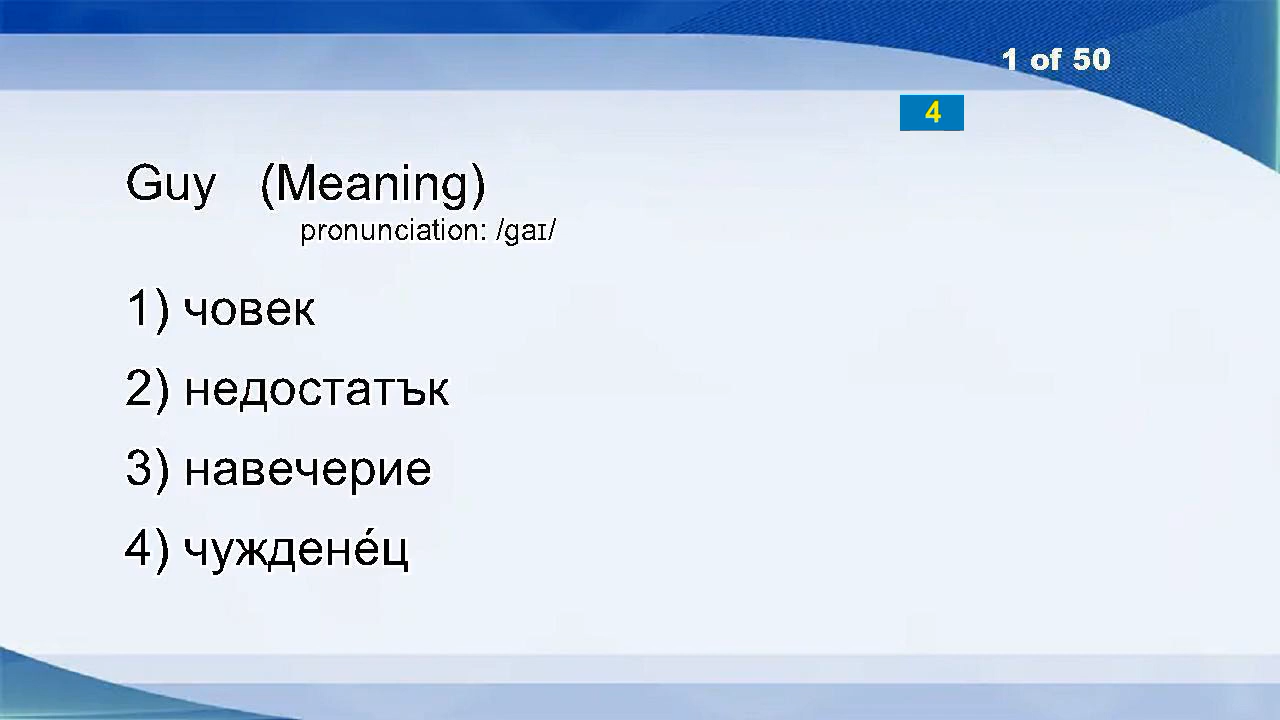 1 of 50
4
Guy (Meaning)
pronunciation: /gaɪ/
1) човек
2) недостатък
3) навечерие
4) чужденéц